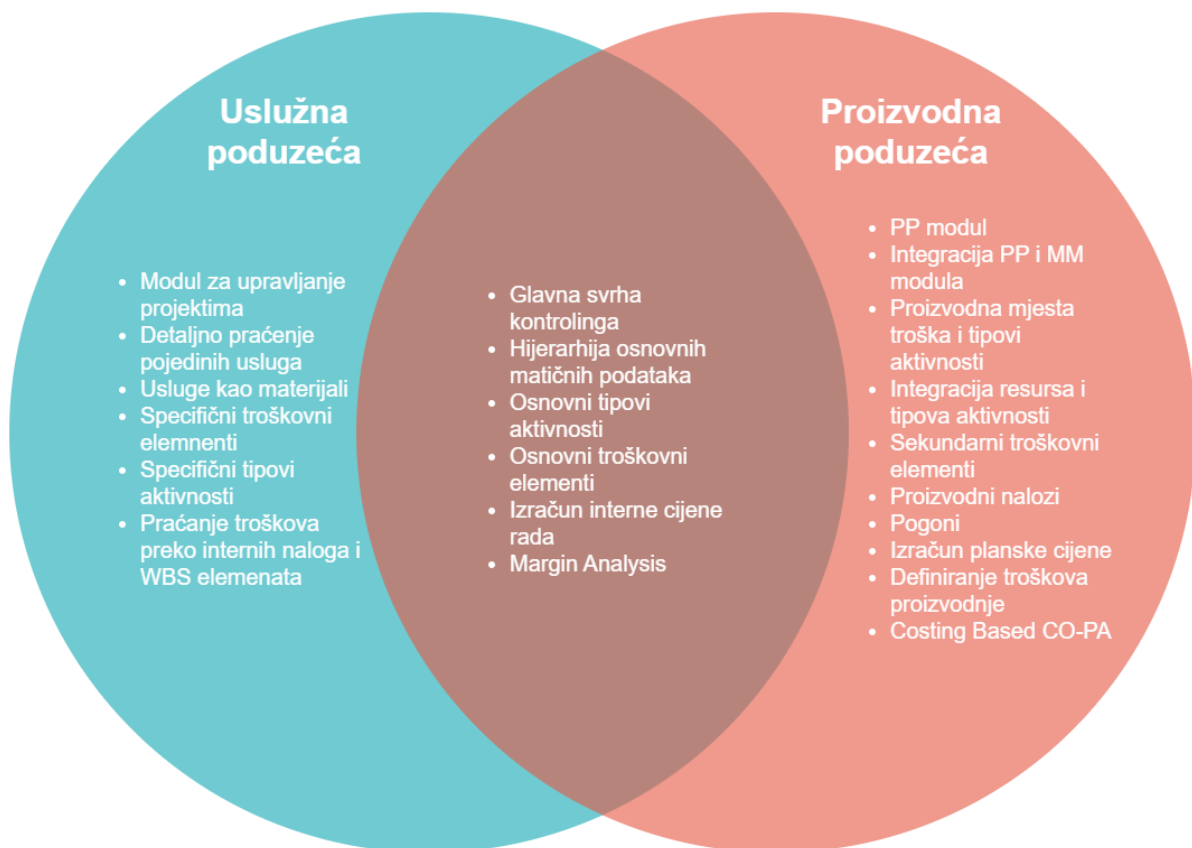 Uslužna
poduzeća
• Modul za upravljanje
projektima
• Detaljno praćenje
pojedinih usluga
• Usluge kao materijali
• Specifični troškovni
elemnenti
• Specifični tipovi
aktivnosti
• Praćanje troškova
preko internih naloga i
WBS elemenata
• Glavna svrha
kontrolinga
• Hijerarhija osnovnih
matičnih podataka
• Osnovni tipovi
aktivnosti
• Osnovni troškovni
elementi
• Izračun interne cijene
rada
• Margin Analysis
Proizvodna
poduzeća
• PP modul
• Integracija PP i MM
modula
• Proizvodna mjesta
troška i tipovi
aktivnosti
• Integracija resursa i
tipova aktivnosti
• Sekundarni troškovni
elementi
• Proizvodni nalozi
• Pogoni
• Izračun planske cijene
• Definiranje troškova
proizvodnje
• Costing Based CO-PA